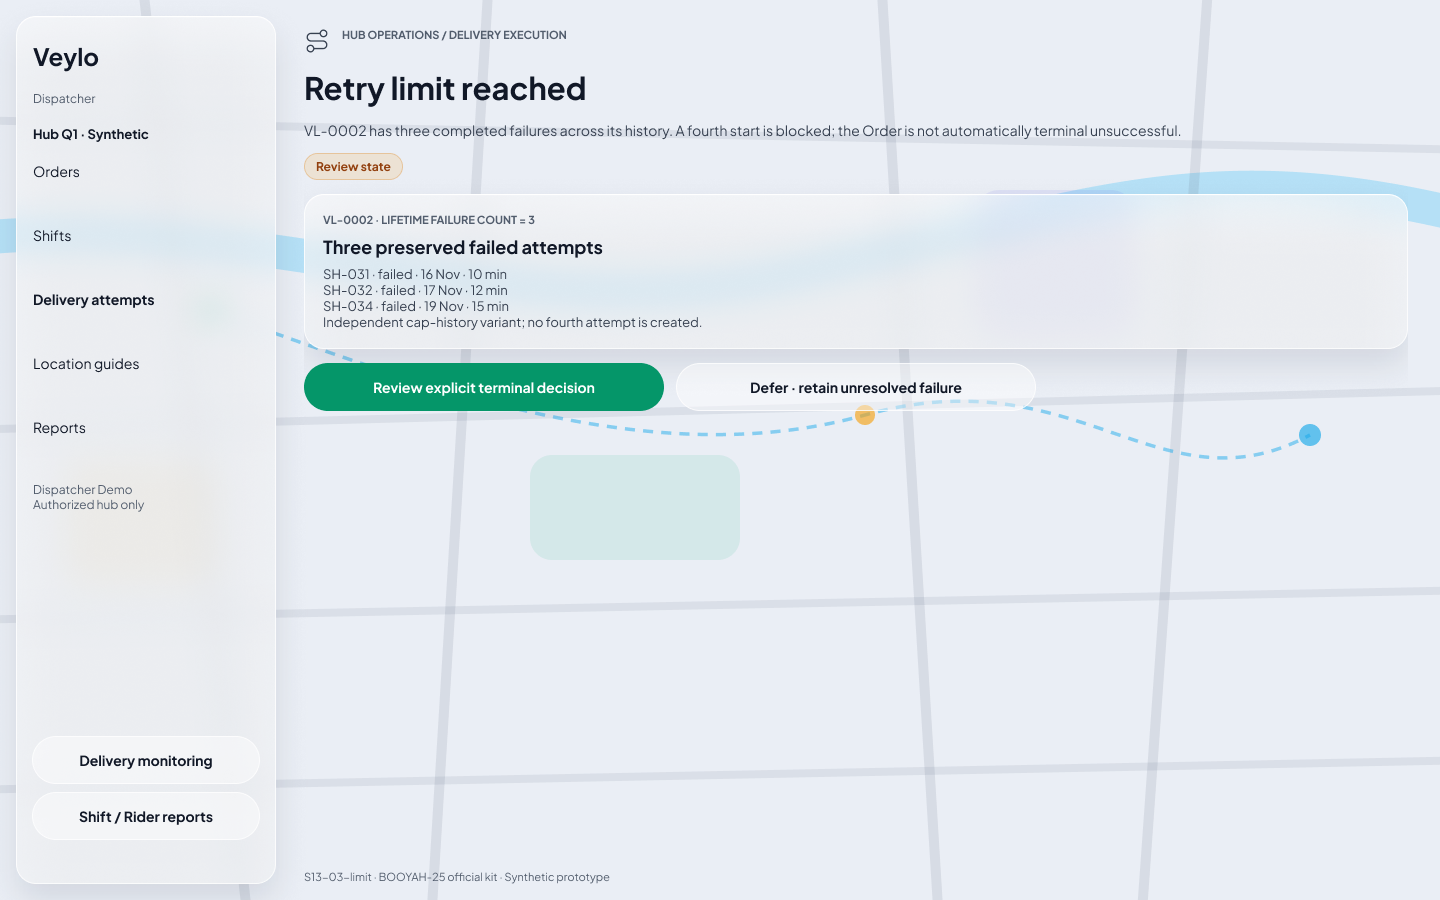 Veylo
Dispatcher
Hub Q1 · Synthetic
Orders
Shifts
Delivery attempts
Location guides
Reports
Dispatcher Demo
Authorized hub only
Delivery monitoring
Shift / Rider reports
HUB OPERATIONS / DELIVERY EXECUTION
Retry limit reached
VL-0002 has three completed failures across its history. A fourth start is blocked; the Order is not automatically terminal unsuccessful.
Review state
VL-0002 · LIFETIME FAILURE COUNT = 3
Three preserved failed attempts
SH-031 · failed · 16 Nov · 10 min
SH-032 · failed · 17 Nov · 12 min
SH-034 · failed · 19 Nov · 15 min
Independent cap-history variant; no fourth attempt is created.
Review explicit terminal decision
Defer · retain unresolved failure
S13-03-limit · BOOYAH-25 official kit · Synthetic prototype